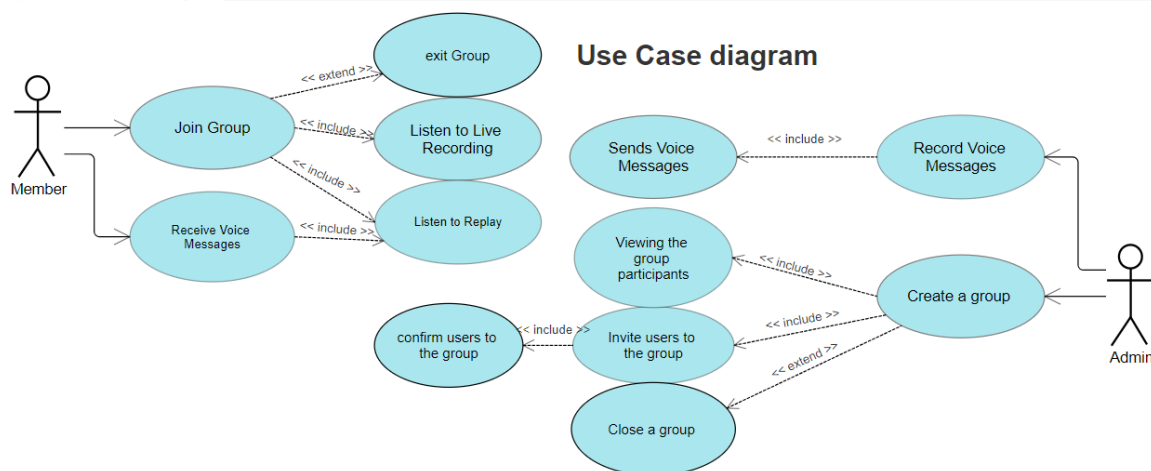 Use Case diagram
exit Group
<< extend >>
Join Group
<< include >>
Listen to Live
Recording
<< include >>
Member
Receive Voice
Messages
<< include >>
Listen to Replay
Sends Voice
Messages
<< include >>
Record Voice
Messages
Viewing the
group
participants
<< include >>
Create a group
Admin
confirm users to
the group
<< include >>
Invite users to
the group
<< include >>
<< extend >>
Close a group